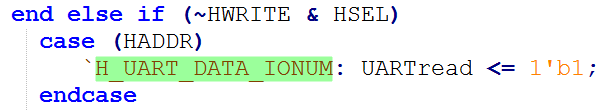 end else if (~HWRITE & HSEL)
case (HADDR)
`H_UART_DATA_IONUM: UARTread <= 1'b1;
endcase